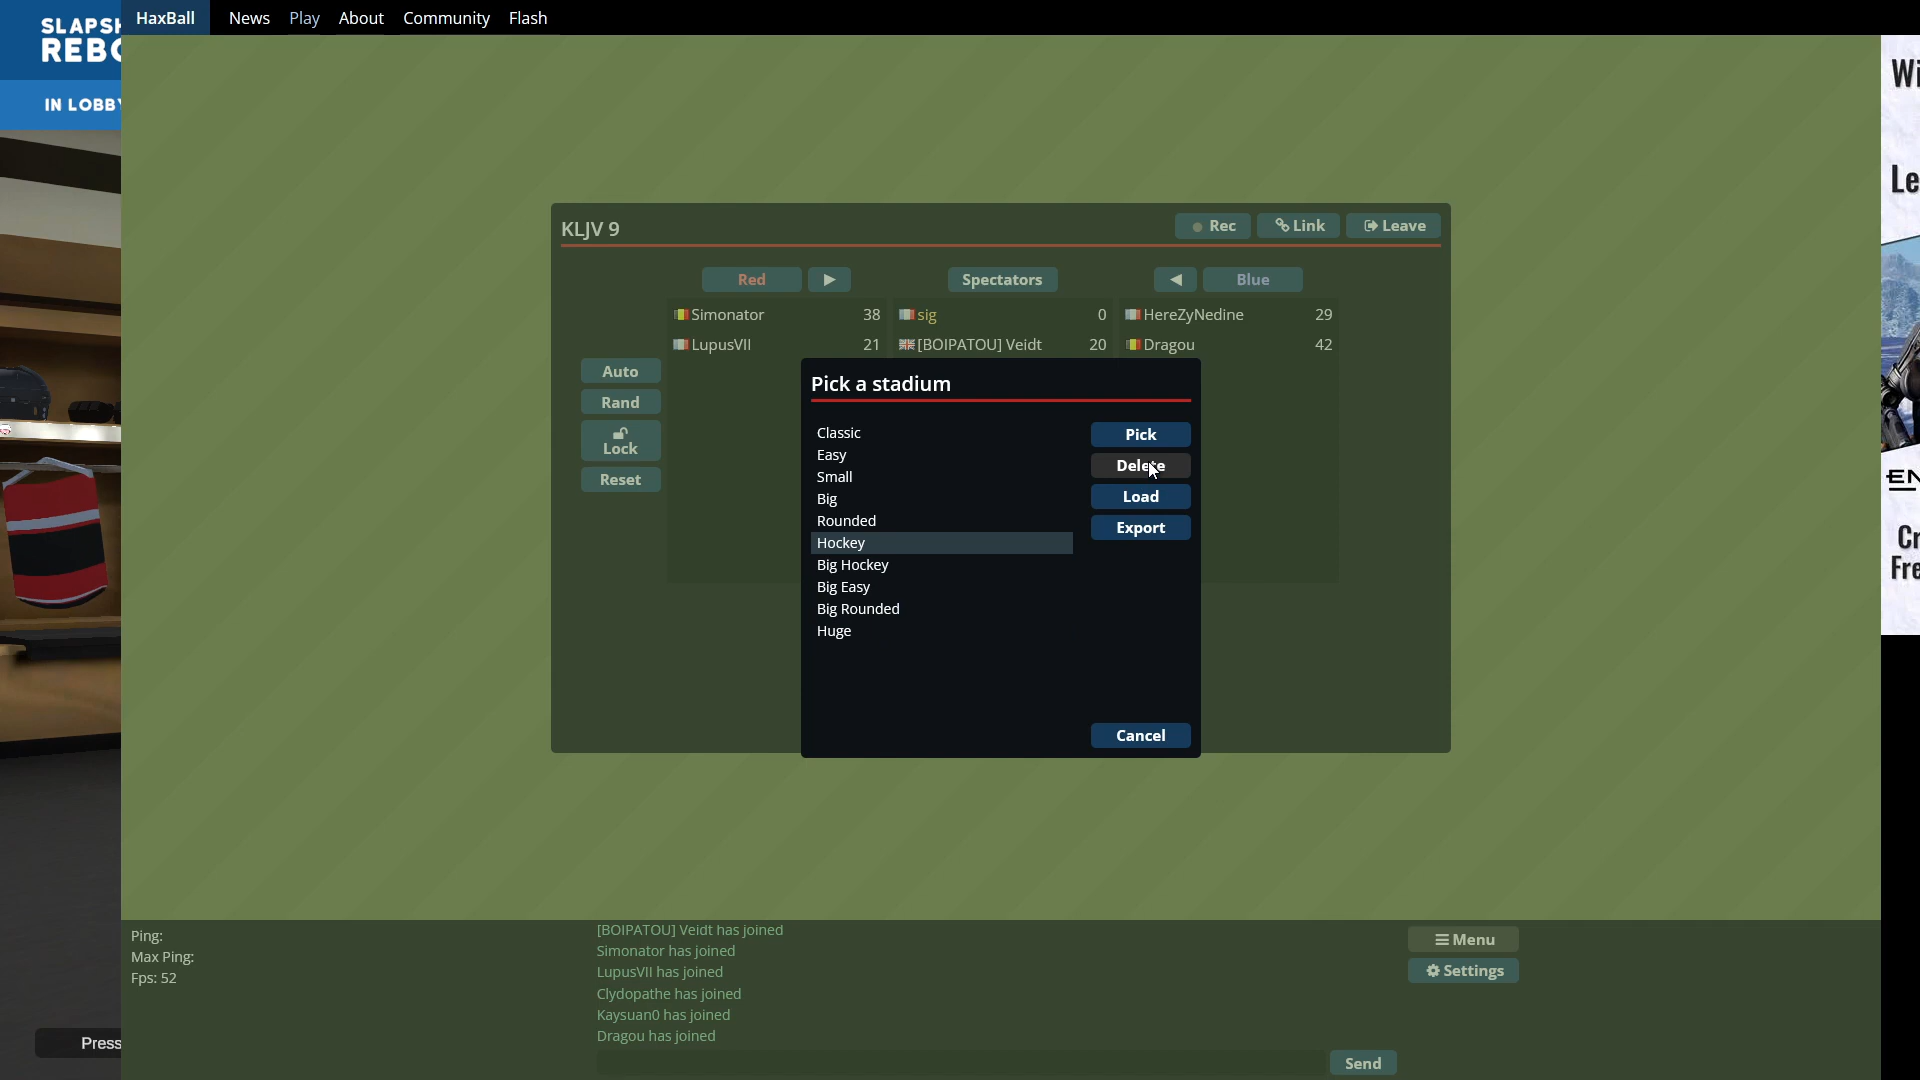 SLAPSH
REBO
IN LOBBY
Press
HaxBall News Play About Community Flash
KLJV 9
Rec Link Leave
Red Spectators Blue
Simonator 38
LupusVII 21
sig 0
[BOIPATOU] Veidt 20
HereZyNedine 29
Dragou 42
Auto
Rand
Lock
Reset
Pick a stadium
Classic
Easy
Small
Big
Rounded
Hockey
Big Hockey
Big Easy
Big Rounded
Huge
Pick
Delete
Load
Export
Cancel
Ping:
Max Ping:
Fps: 52
[BOIPATOU] Veidt has joined
Simonator has joined
LupusVII has joined
Clydopathe has joined
Kaysuan0 has joined
Dragou has joined
Send
Menu
Settings
Wi
Le
EN
Cr
Fre